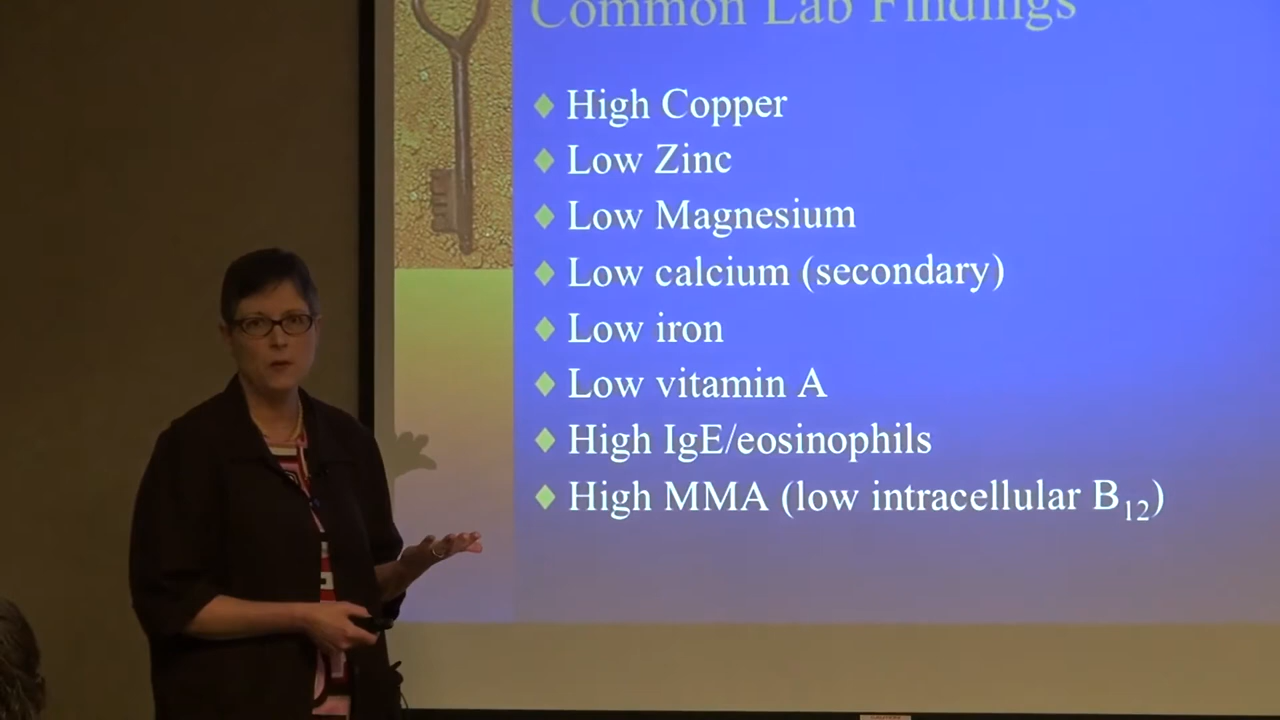 Common Lab Findings
High Copper
Low Zinc
Low Magnesium
Low calcium (secondary)
Low iron
Low vitamin A
High IgE/eosinophils
High MMA (low intracellular B₁₂)